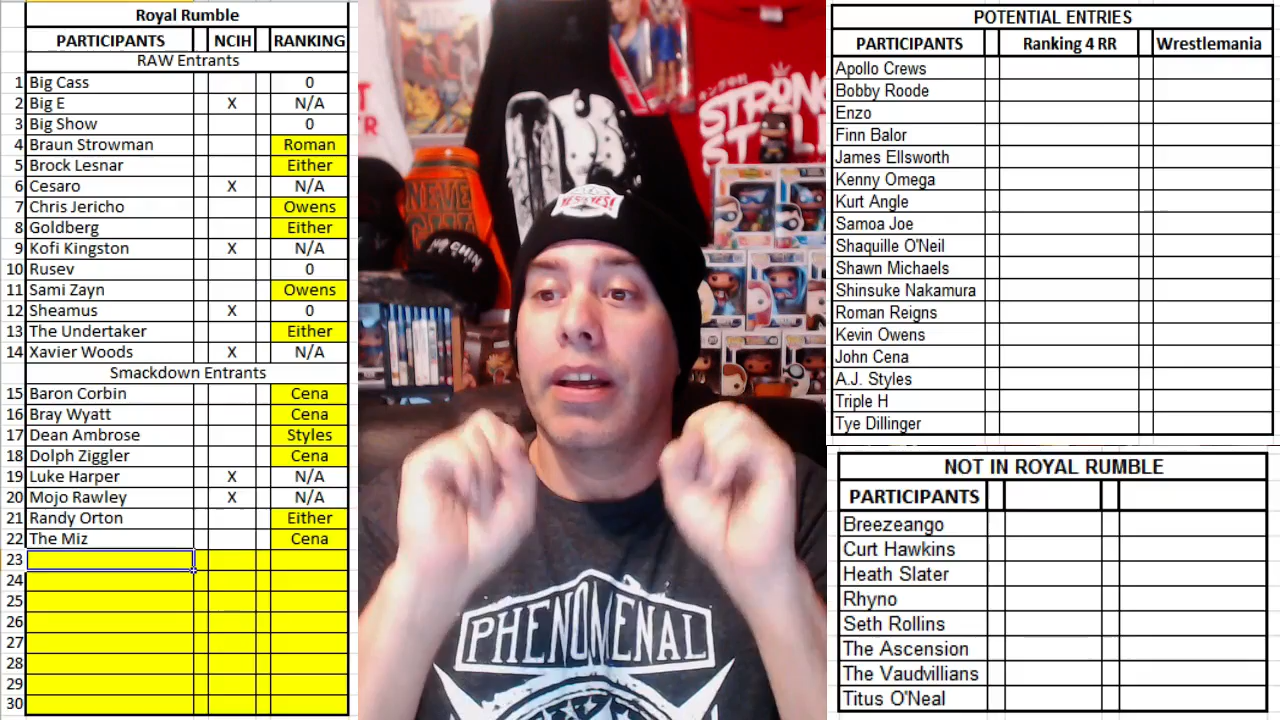 Royal Rumble
PARTICIPANTS NCIH RANKING
RAW Entrants
1 Big Cass 0
2 Big E X N/A
3 Big Show 0
4 Braun Strowman Roman
5 Brock Lesnar Either
6 Cesaro X N/A
7 Chris Jericho Owens
8 Goldberg Either
9 Kofi Kingston X N/A
10 Rusev 0
11 Sami Zayn Owens
12 Sheamus X 0
13 The Undertaker Either
14 Xavier Woods X N/A
Smackdown Entrants
15 Baron Corbin Cena
16 Bray Wyatt Cena
17 Dean Ambrose Styles
18 Dolph Ziggler Cena
19 Luke Harper X N/A
20 Mojo Rawley X N/A
21 Randy Orton Either
22 The Miz Cena
23
24
25
26
27
28
29
30
STRONG
STYLE
PHENOMENAL
POTENTIAL ENTRIES
PARTICIPANTS Ranking 4 RR Wrestlemania
Apollo Crews
Bobby Roode
Enzo
Finn Balor
James Ellsworth
Kenny Omega
Kurt Angle
Samoa Joe
Shaquille O'Neil
Shawn Michaels
Shinsuke Nakamura
Roman Reigns
Kevin Owens
John Cena
A.J. Styles
Triple H
Tye Dillinger
NOT IN ROYAL RUMBLE
PARTICIPANTS
Breezeango
Curt Hawkins
Heath Slater
Rhyno
Seth Rollins
The Ascension
The Vaudvillians
Titus O'Neal